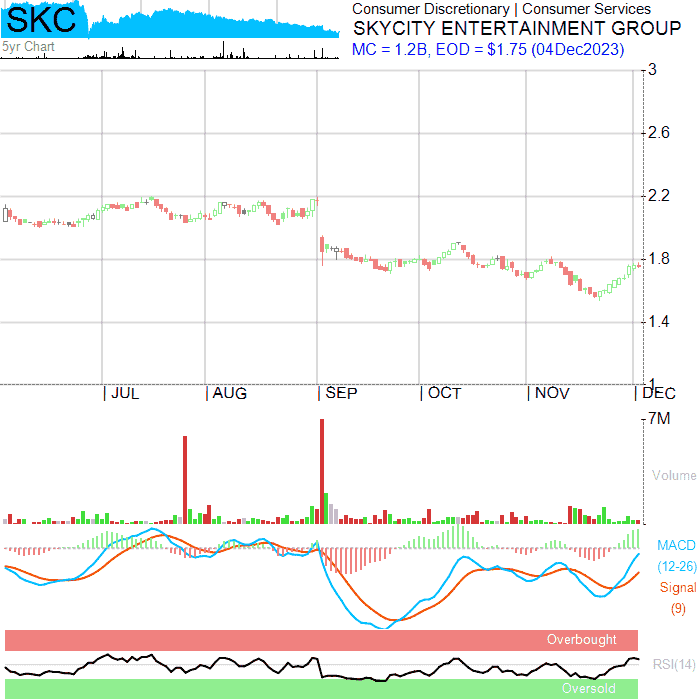 SKC
5yr Chart
Consumer Discretionary | Consumer Services
SKYCITY ENTERTAINMENT GROUP
MC = 1.2B, EOD = $1.75 (04Dec2023)
3
2.6
2.2
1.8
1.4
1
JUL AUG SEP OCT NOV DEC
7M
Volume
MACD
(12-26)
Signal
(9)
Overbought
RSI(14)
Oversold